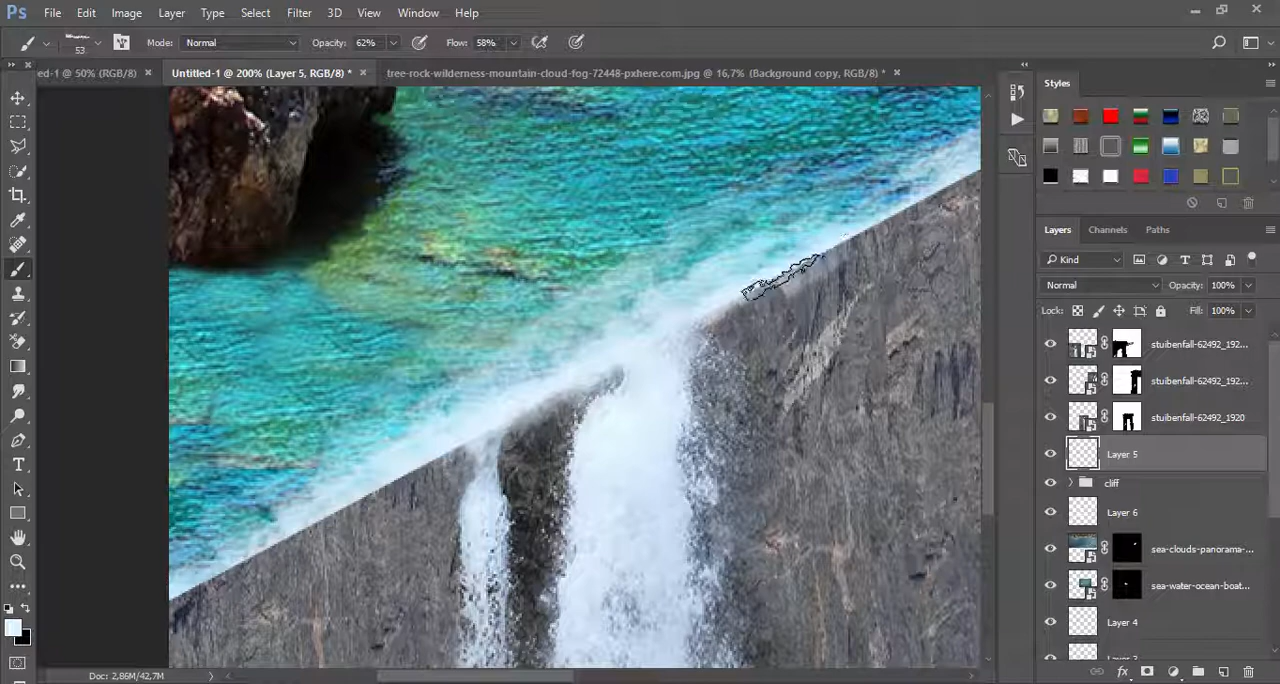 Ps File Edit Image Layer Type Select Filter 3D View Window Help
53 Mode: Normal Opacity: 62% Flow: 58%
ed-1 @ 50% (RGB/8) × Untitled-1 @ 200% (Layer 5, RGB/8) * × tree-rock-wilderness-mountain-cloud-fog-72448-pxhere.com.jpg @ 16,7% (Background copy, RGB/8) * ×
Styles
Layers Channels Paths
Kind
Normal Opacity: 100%
Lock: Fill: 100%
stuibenfall-62492_192...
stuibenfall-62492_192...
stuibenfall-62492_1920
Layer 5
cliff
Layer 6
sea-clouds-panorama-...
sea-water-ocean-boat...
Layer 4
Doc: 2,86M/42,7M